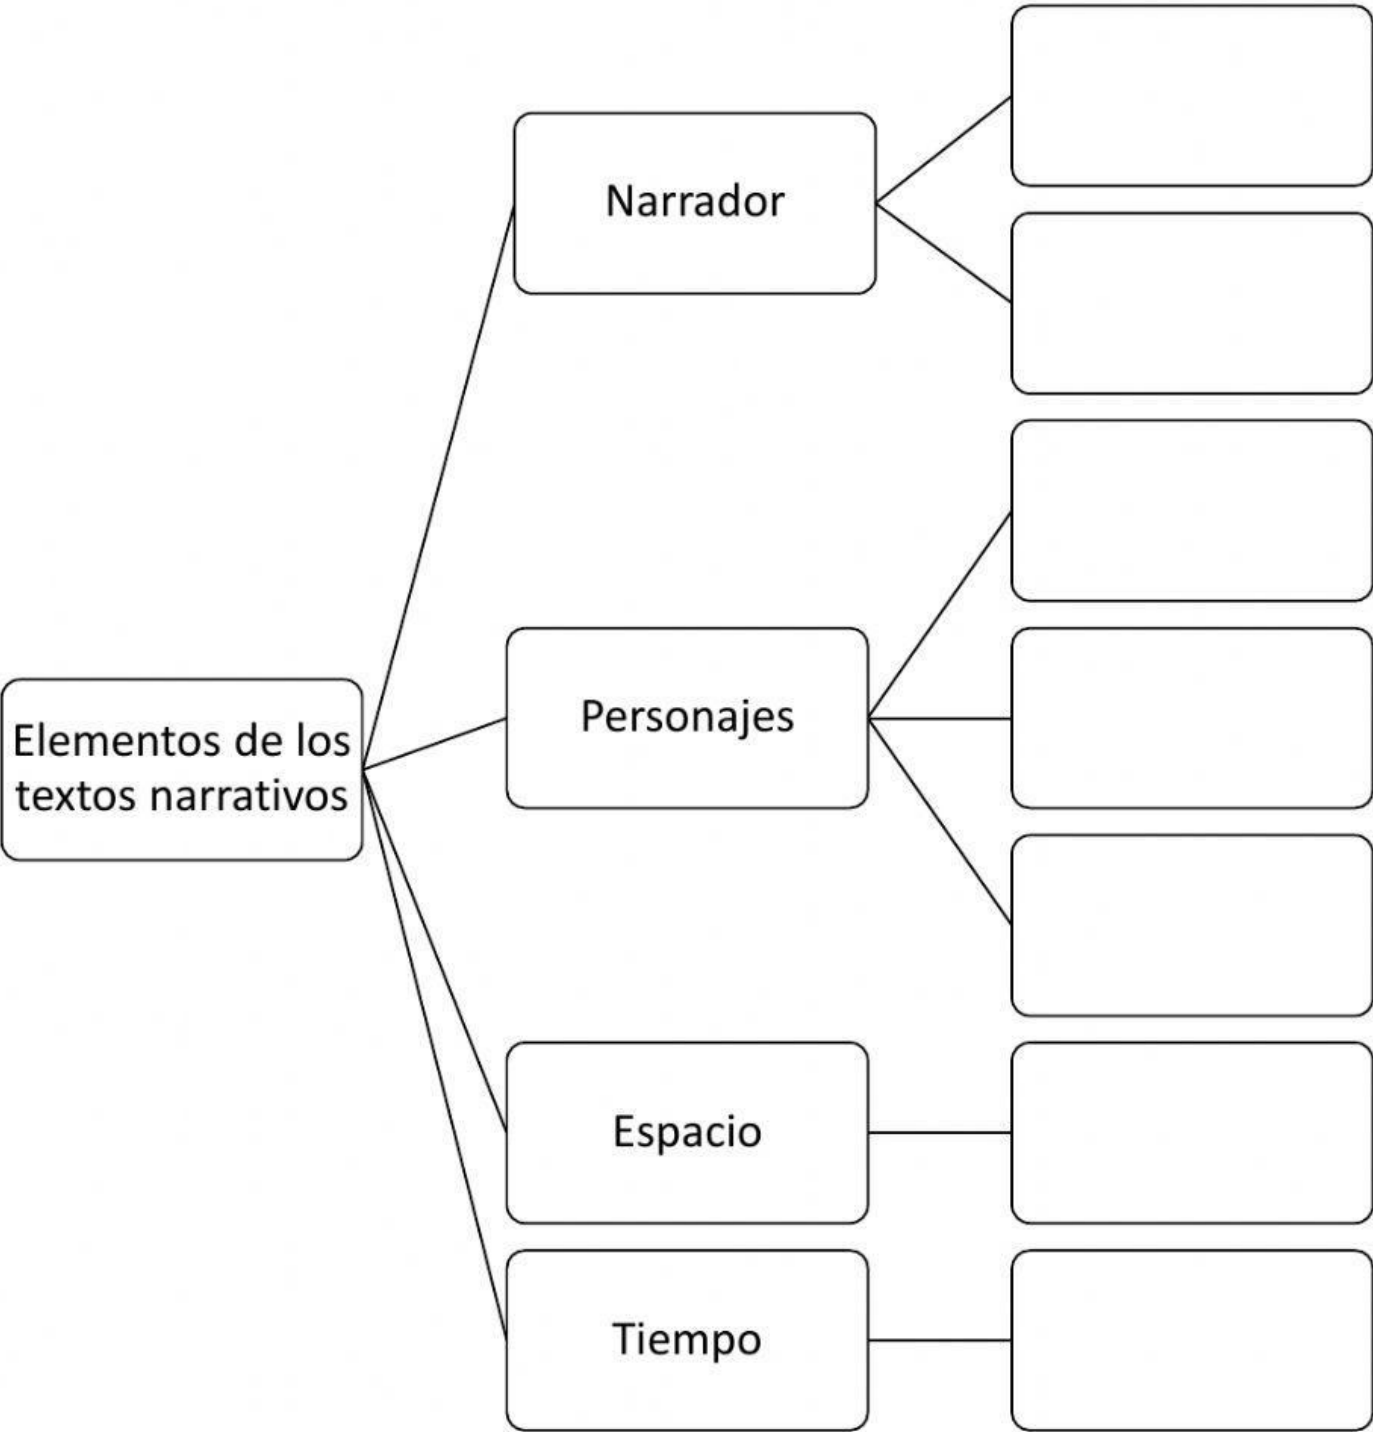 Narrador
Personajes
Elementos de los
textos narrativos
Espacio
Tiempo